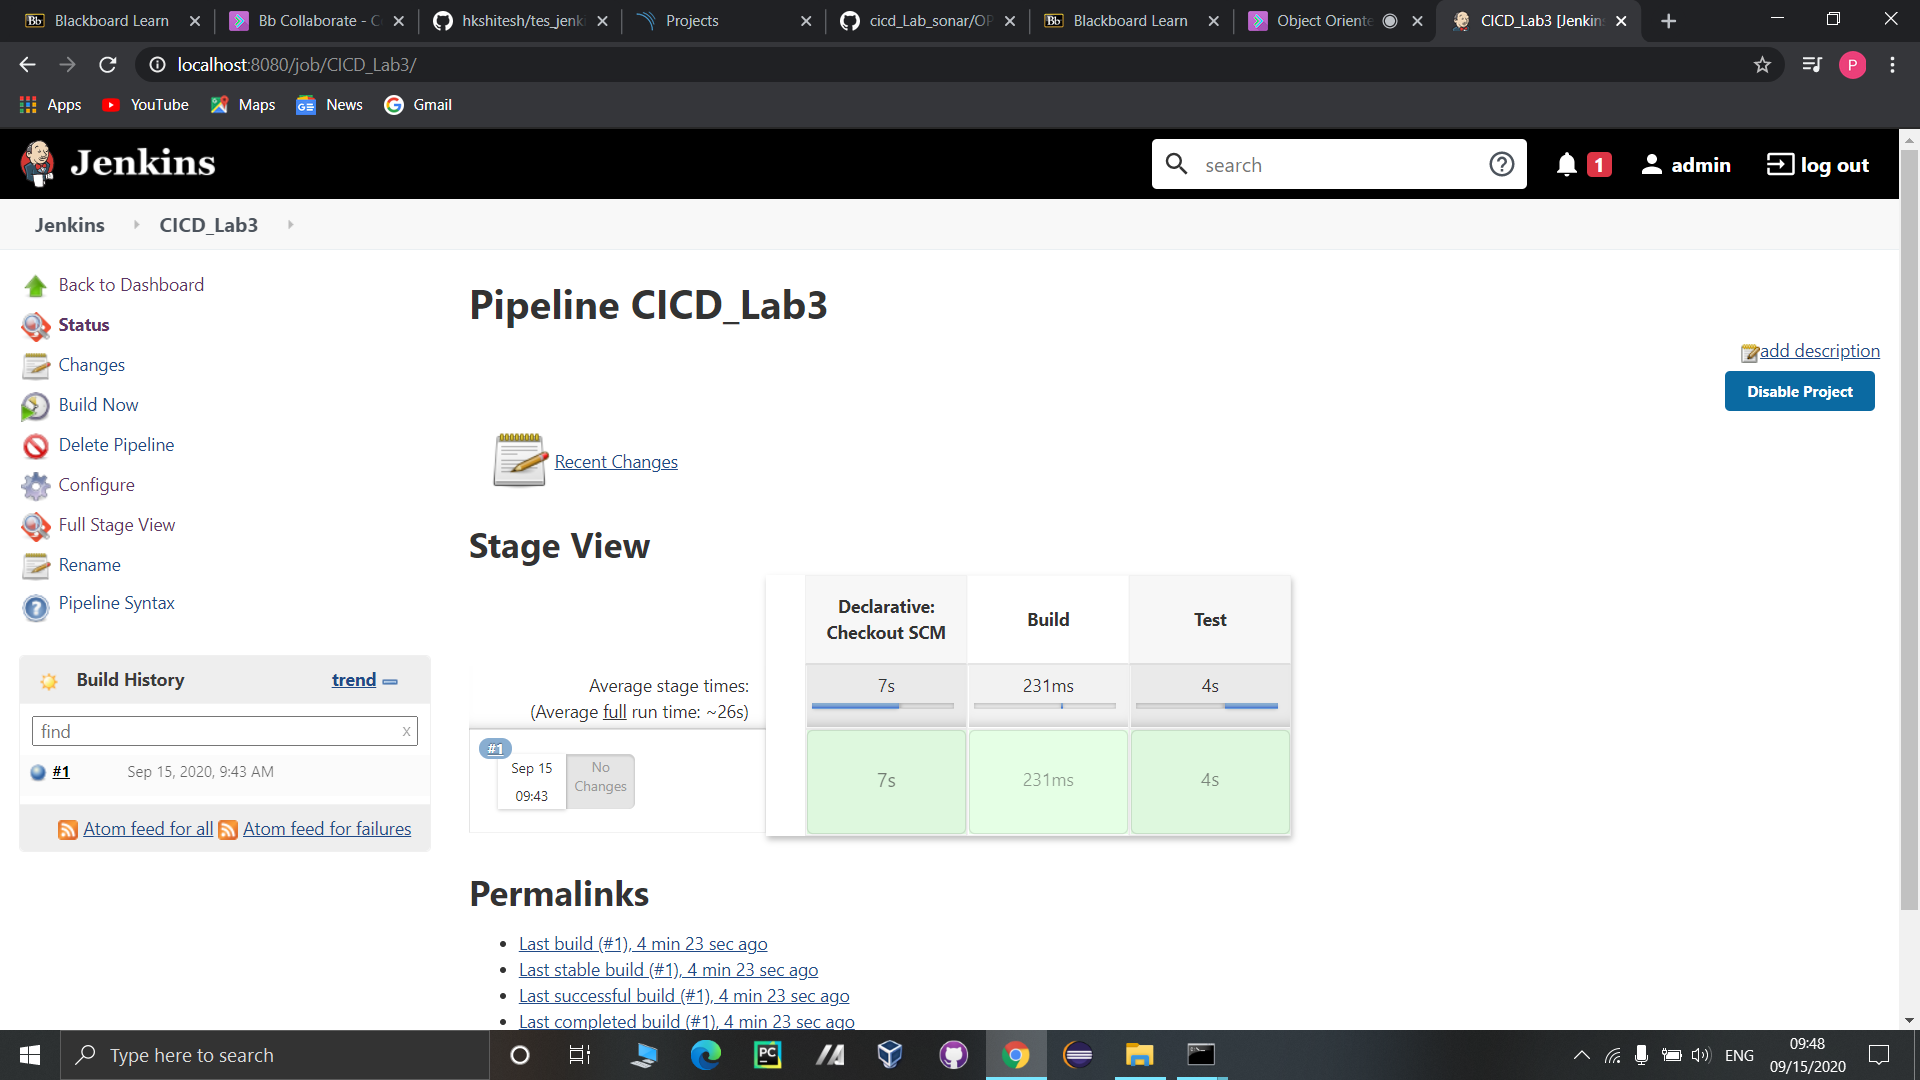 Blackboard Learn
Bb Collaborate - C
hkshitesh/tes_jenki
Projects
cicd_Lab_sonar/OP
Blackboard Learn
Object Oriente
CICD_Lab3 [Jenkins
localhost:8080/job/CICD_Lab3/
P
Apps
YouTube
Maps
News
Gmail
Jenkins
search
1
admin
log out
Jenkins
CICD_Lab3
Back to Dashboard
Status
Changes
Build Now
Delete Pipeline
Configure
Full Stage View
Rename
Pipeline Syntax
Build History
trend
find
x
#1
Sep 15, 2020, 9:43 AM
Atom feed for all
Atom feed for failures
Pipeline CICD_Lab3
add description
Disable Project
Recent Changes
Stage View
Declarative:
Checkout SCM
Build
Test
Average stage times:
(Average full run time: ~26s)
7s
231ms
4s
#1
Sep 15
09:43
No
Changes
7s
231ms
4s
Permalinks
Last build (#1), 4 min 23 sec ago
Last stable build (#1), 4 min 23 sec ago
Last successful build (#1), 4 min 23 sec ago
Last completed build (#1), 4 min 23 sec ago
Type here to search
PC
ENG
09:48
09/15/2020